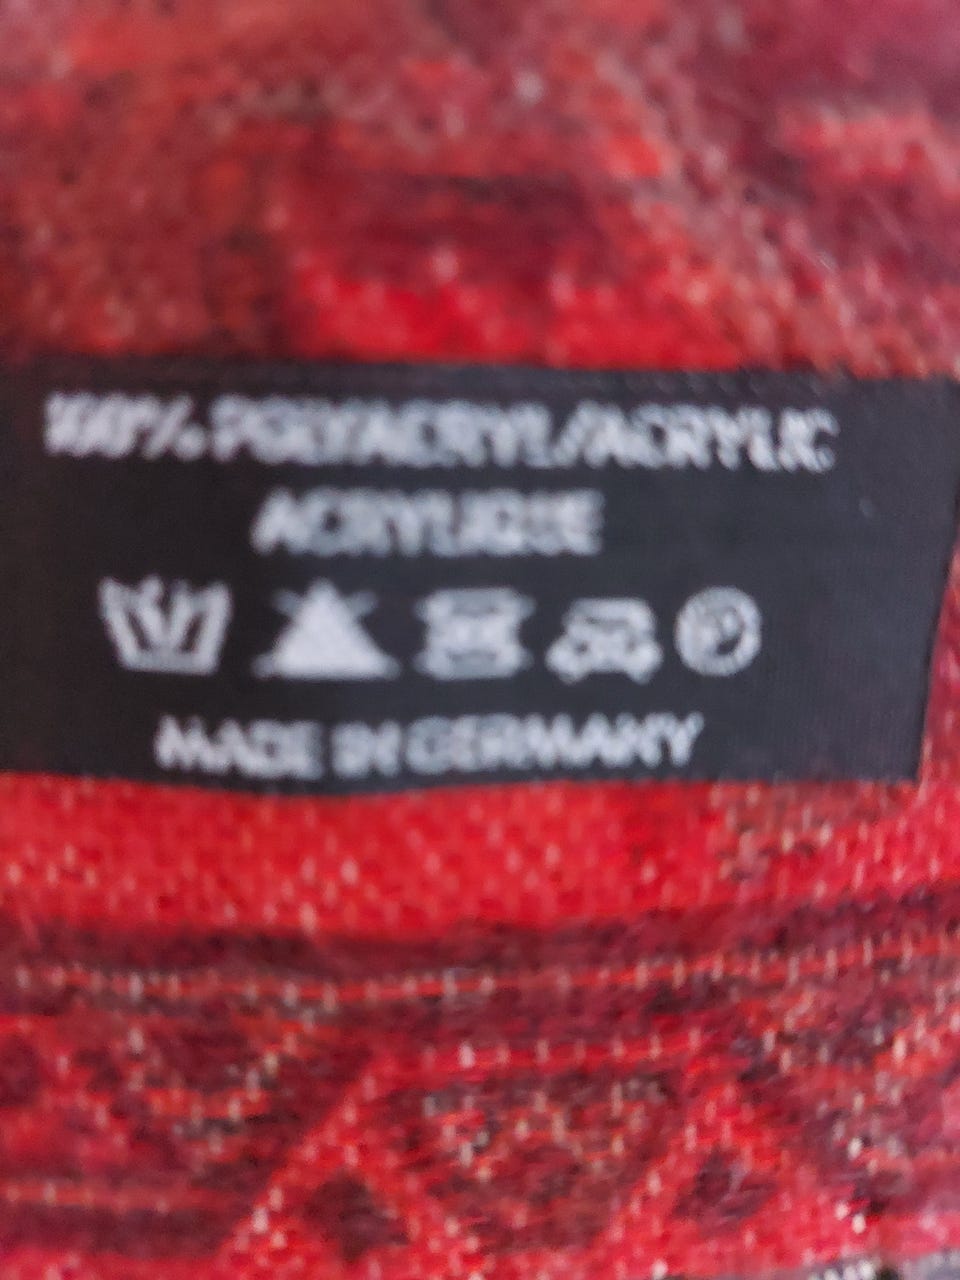 100% POLYACRYL/ACRYLIC
ACRYLIQUE
MADE IN GERMANY